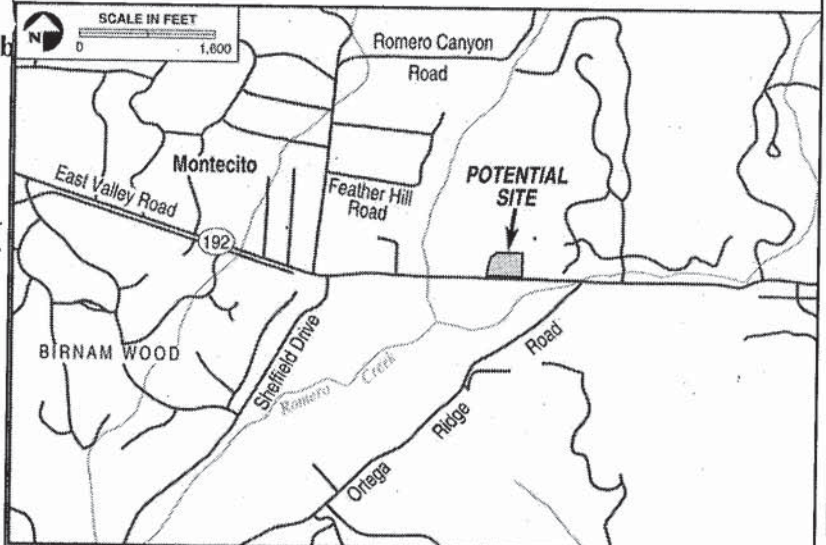 SCALE IN FEET
N
0 1,600
b
Romero Canyon
Road
Montecito
East Valley Road
192
Feather Hill
Road
POTENTIAL
SITE
BIRNAM WOOD
Sheffield Drive
Romero Creek
Ortega Ridge Road